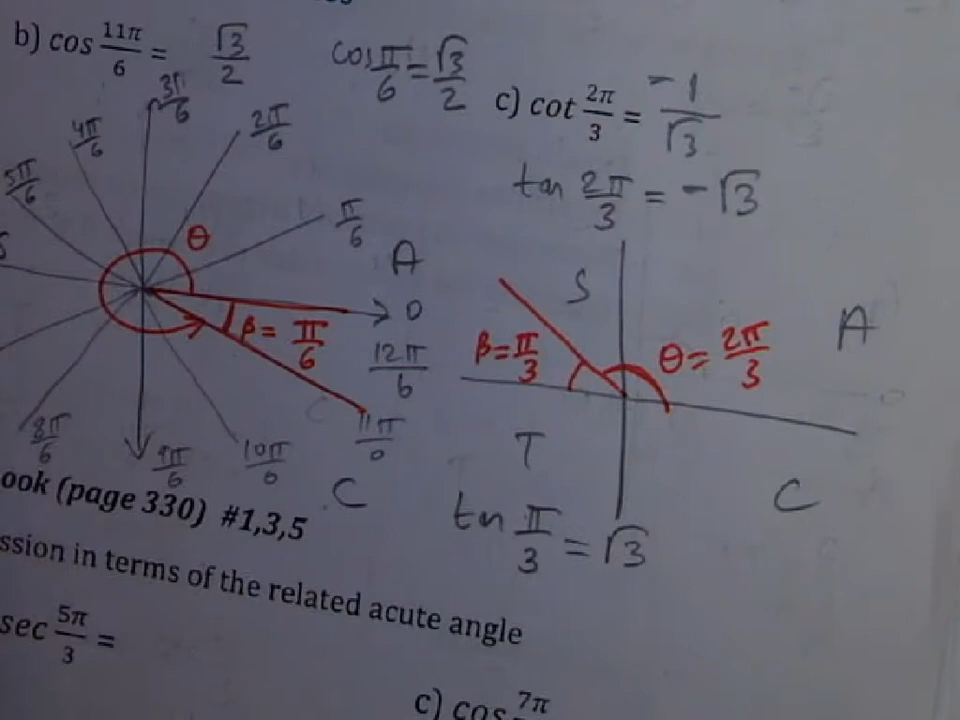 b) cos 11π/6 = √3/2
cos π/6 = √3/2
3π/6
4π/6
2π/6
5π/6
π/6
θ
S
A
0
β = π/6
12π/6
8π/6
9π/6
10π/6
C
c) cot 2π/3 = -1/√3
tan 2π/3 = -√3
S
A
β = π/3
θ = 2π/3
T
C
tan π/3 = √3
ook (page 330) #1,3,5
ssion in terms of the related acute angle
sec 5π/3 =
c) cos 7π